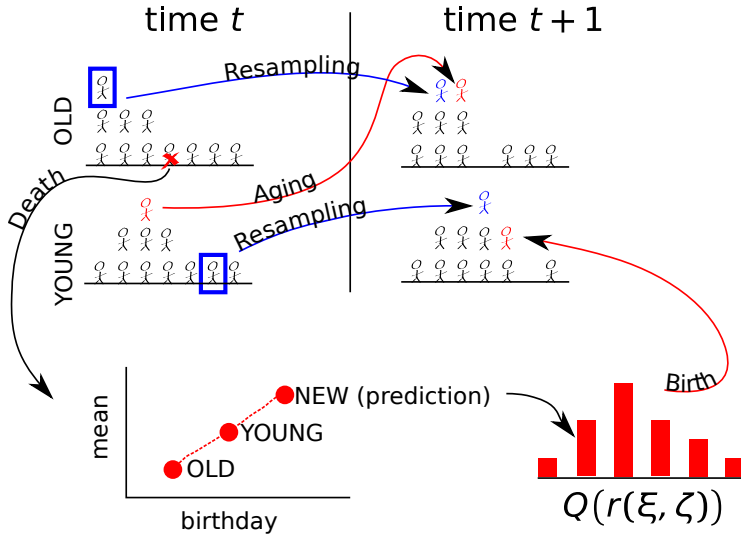 time t
time t + 1
Resampling
OLD
Death
Aging
Resampling
YOUNG
Birth
mean
NEW (prediction)
YOUNG
OLD
birthday
Q(r(ξ, ζ))